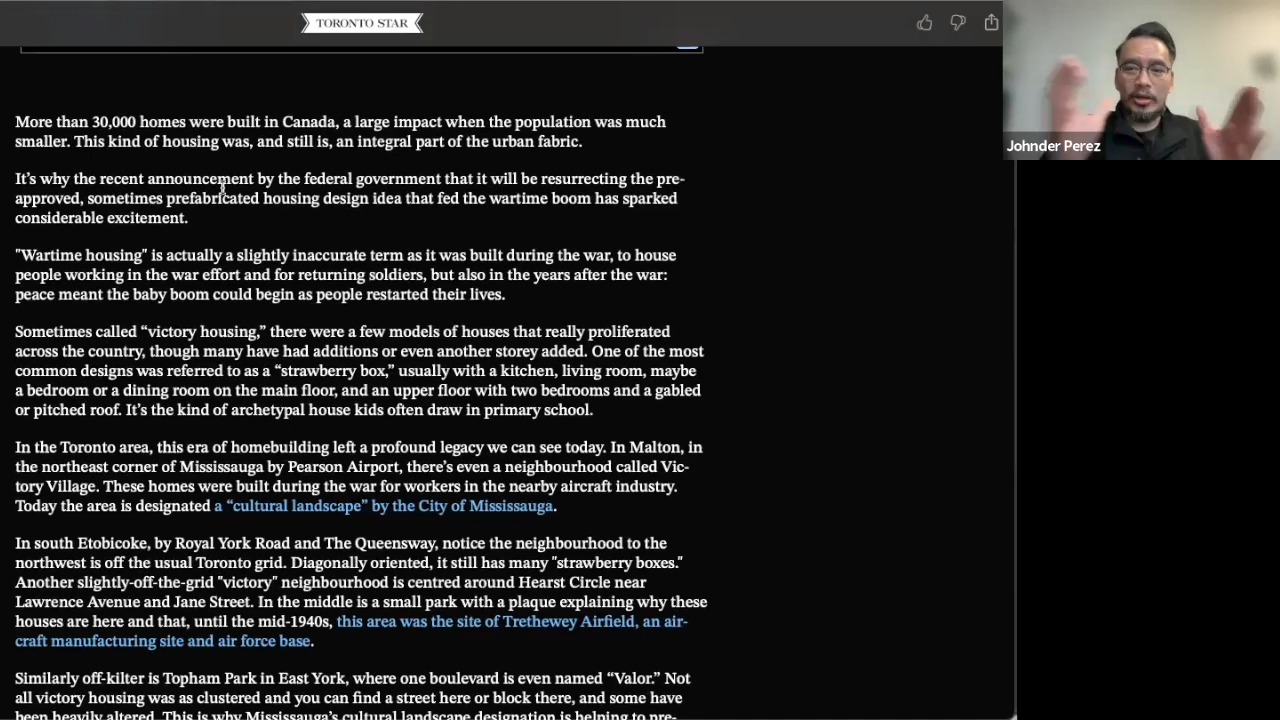 TORONTO STAR
More than 30,000 homes were built in Canada, a large impact when the population was much
smaller. This kind of housing was, and still is, an integral part of the urban fabric.
It’s why the recent announcement by the federal government that it will be resurrecting the pre-
approved, sometimes prefabricated housing design idea that fed the wartime boom has sparked
considerable excitement.
"Wartime housing" is actually a slightly inaccurate term as it was built during the war, to house
people working in the war effort and for returning soldiers, but also in the years after the war:
peace meant the baby boom could begin as people restarted their lives.
Sometimes called “victory housing,” there were a few models of houses that really proliferated
across the country, though many have had additions or even another storey added. One of the most
common designs was referred to as a “strawberry box,” usually with a kitchen, living room, maybe
a bedroom or a dining room on the main floor, and an upper floor with two bedrooms and a gabled
or pitched roof. It’s the kind of archetypal house kids often draw in primary school.
In the Toronto area, this era of homebuilding left a profound legacy we can see today. In Malton, in
the northeast corner of Mississauga by Pearson Airport, there’s even a neighbourhood called Vic-
tory Village. These homes were built during the war for workers in the nearby aircraft industry.
Today the area is designated a “cultural landscape” by the City of Mississauga.
In south Etobicoke, by Royal York Road and The Queensway, notice the neighbourhood to the
northwest is off the usual Toronto grid. Diagonally oriented, it still has many "strawberry boxes."
Another slightly-off-the-grid "victory" neighbourhood is centred around Hearst Circle near
Lawrence Avenue and Jane Street. In the middle is a small park with a plaque explaining why these
houses are here and that, until the mid-1940s, this area was the site of Trethewey Airfield, an air-
craft manufacturing site and air force base.
Similarly off-kilter is Topham Park in East York, where one boulevard is even named “Valor.” Not
all victory housing was as clustered and you can find a street here or block there, and some have
been heavily altered. This is why Mississauga’s cultural landscape designation is helping to pre-
Johnder Perez